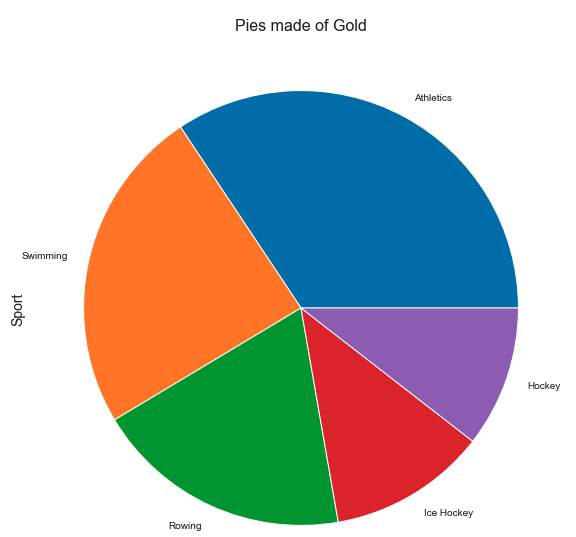 Pies made of Gold
Athletics
Swimming
Sport
Hockey
Ice Hockey
Rowing